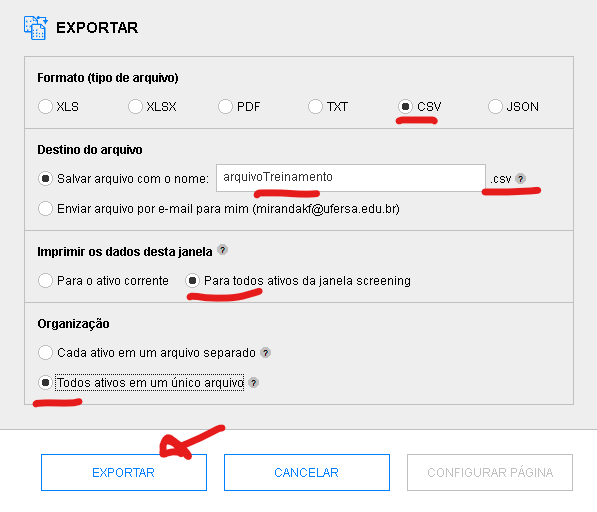 EXPORTAR
Formato (tipo de arquivo)
XLS XLSX PDF TXT CSV JSON
Destino do arquivo
Salvar arquivo com o nome: arquivoTreinamento .csv ?
Enviar arquivo por e-mail para mim (mirandakf@ufersa.edu.br)
Imprimir os dados desta janela ?
Para o ativo corrente Para todos ativos da janela screening
Organização
Cada ativo em um arquivo separado ?
Todos ativos em um único arquivo ?
EXPORTAR CANCELAR CONFIGURAR PÁGINA